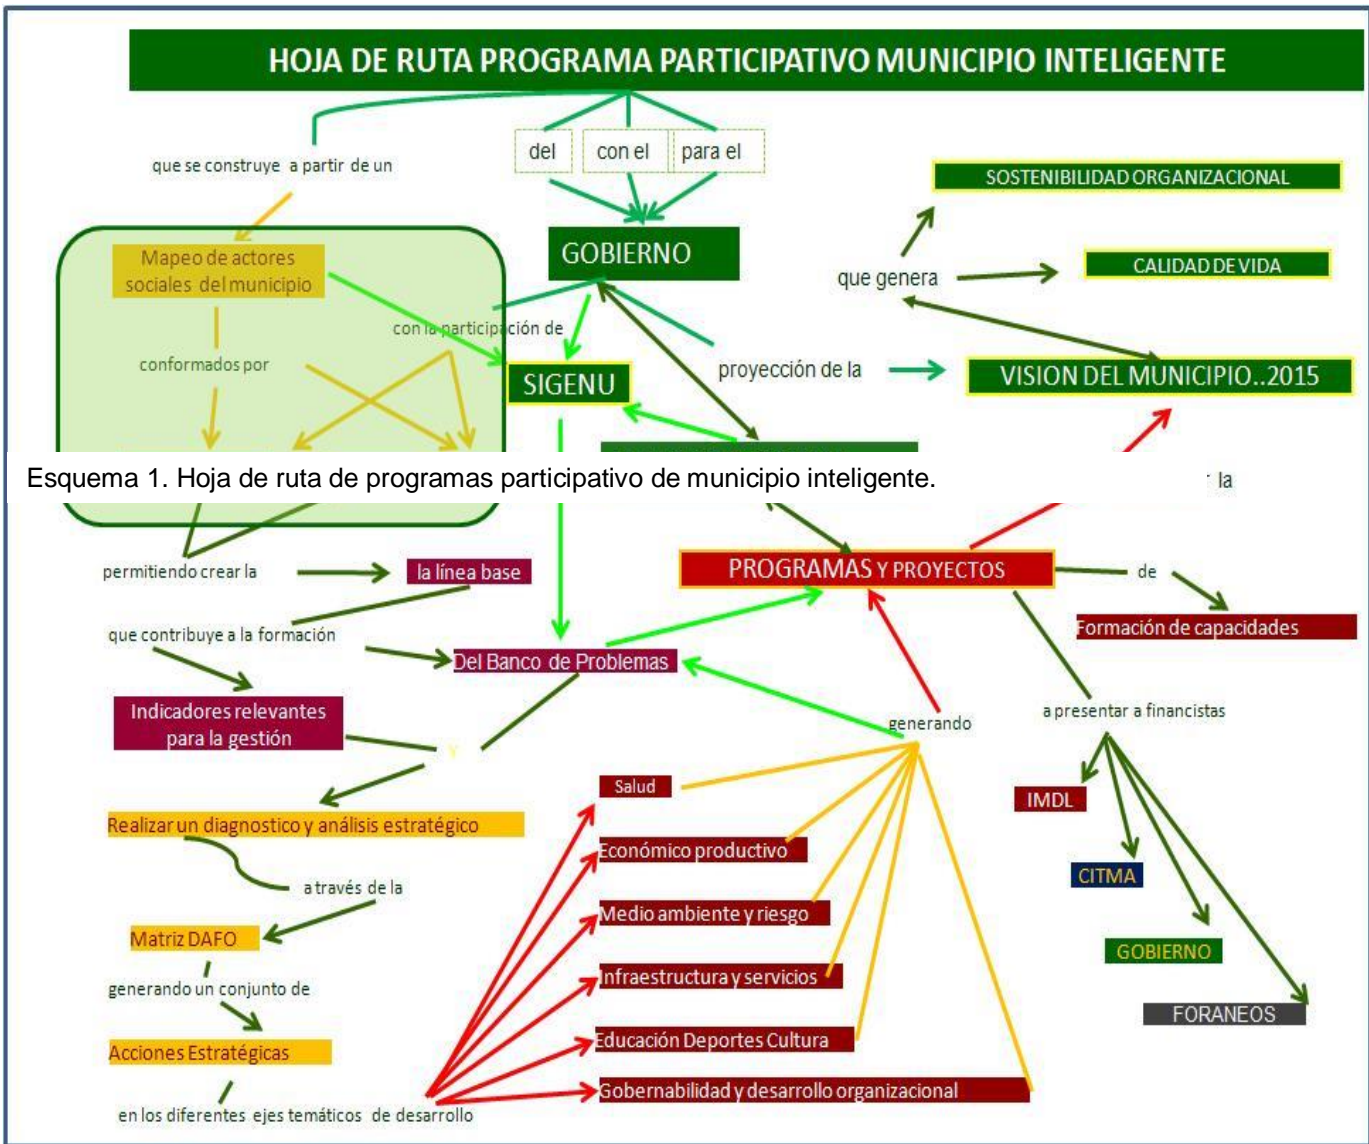 HOJA DE RUTA PROGRAMA PARTICIPATIVO MUNICIPIO INTELIGENTE
que se construye a partir de un
del
con el
para el
SOSTENIBILIDAD ORGANIZACIONAL
Mapeo de actores
sociales del municipio
GOBIERNO
que genera
CALIDAD DE VIDA
con la participación de
conformados por
SIGENU
proyección de la
VISION DEL MUNICIPIO..2015
Esquema 1. Hoja de ruta de programas participativo de municipio inteligente.
la
permitiendo crear la
la línea base
PROGRAMAS Y PROYECTOS
de
Formación de capacidades
que contribuye a la formación
Del Banco de Problemas
Indicadores relevantes
para la gestión
Y
generando
a presentar a financistas
Salud
IMDL
Realizar un diagnostico y análisis estratégico
Económico productivo
a través de la
CITMA
Medio ambiente y riesgo
Matriz DAFO
GOBIERNO
generando un conjunto de
Infraestructura y servicios
FORANEOS
Acciones Estratégicas
Educación Deportes Cultura
Gobernabilidad y desarrollo organizacional
en los diferentes ejes temáticos de desarrollo